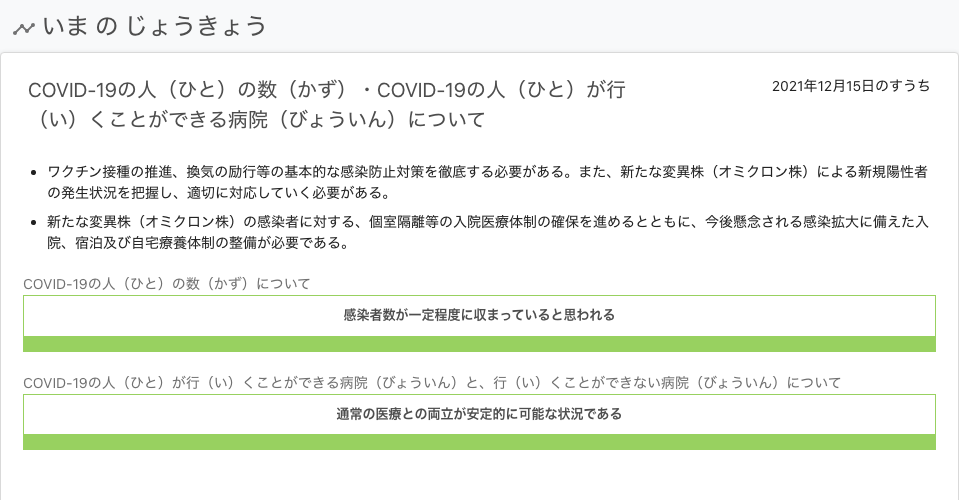 いま の じょうきょう
COVID-19の人（ひと）の数（かず）・COVID-19の人（ひと）が行
（い）くことができる病院（びょういん）について
2021年12月15日のすうち
• ワクチン接種の推進、換気の励行等の基本的な感染防止対策を徹底する必要がある。また、新たな変異株（オミクロン株）による新規陽性者
の発生状況を把握し、適切に対応していく必要がある。
• 新たな変異株（オミクロン株）の感染者に対する、個室隔離等の入院医療体制の確保を進めるとともに、今後懸念される感染拡大に備えた入
院、宿泊及び自宅療養体制の整備が必要である。
COVID-19の人（ひと）の数（かず）について
感染者数が一定程度に収まっていると思われる
COVID-19の人（ひと）が行（い）くことができる病院（びょういん）と、行（い）くことができない病院（びょういん）について
通常の医療との両立が安定的に可能な状況である